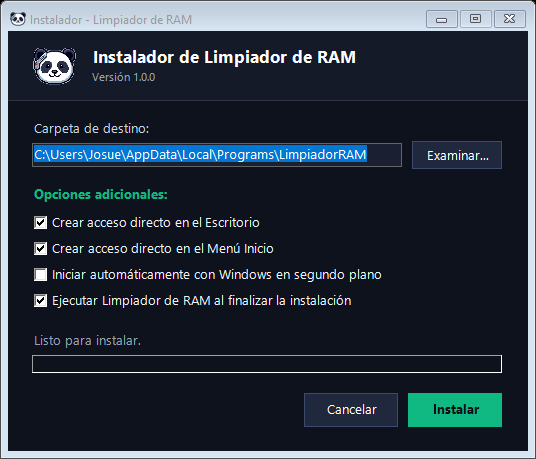 Instalador - Limpiador de RAM
Instalador de Limpiador de RAM
Versión 1.0.0
Carpeta de destino:
C:\Users\Josue\AppData\Local\Programs\LimpiadorRAM
Examinar...
Opciones adicionales:
Crear acceso directo en el Escritorio
Crear acceso directo en el Menú Inicio
Iniciar automáticamente con Windows en segundo plano
Ejecutar Limpiador de RAM al finalizar la instalación
Listo para instalar.
Cancelar
Instalar